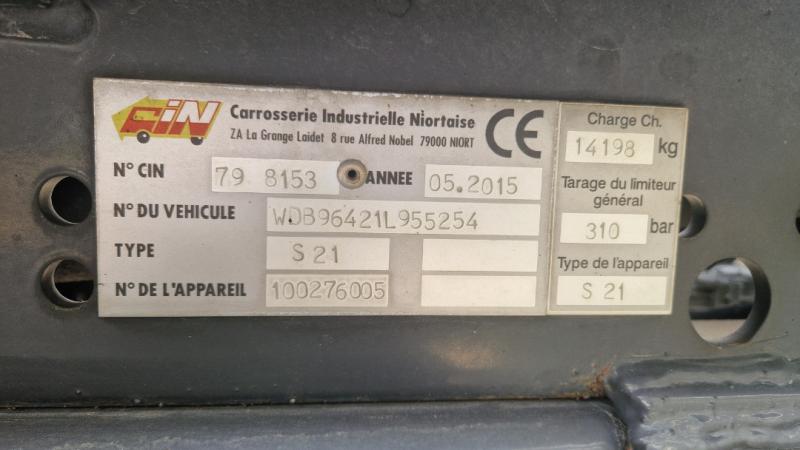 CIN
Carrosserie Industrielle Niortaise
ZA La Grange Laidet 8 rue Alfred Nobel 79000 NIORT
CE
N° CIN 79 8153 ANNEE 05.2015
N° DU VEHICULE WDB96421L955254
TYPE S 21
N° DE L'APPAREIL 100276005
Charge Ch.
14198 kg
Tarage du limiteur
général
310 bar
Type de l'appareil
S 21